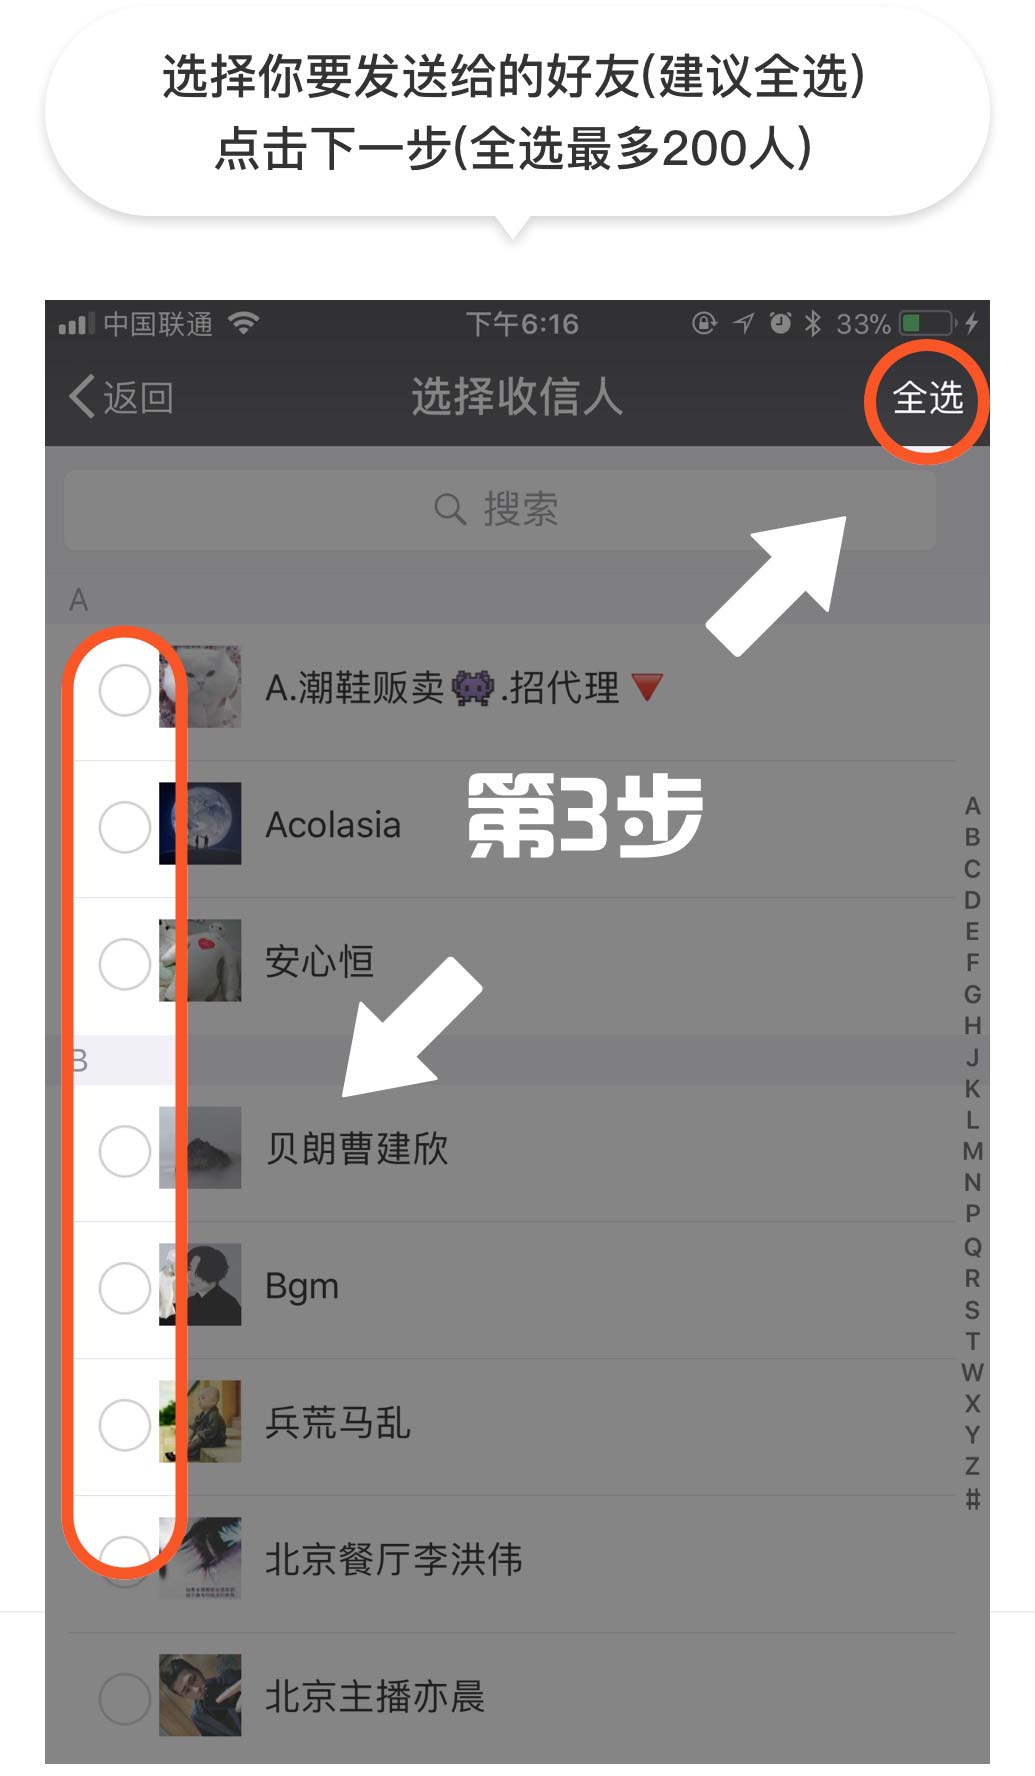 选择你要发送给的好友(建议全选)
点击下一步(全选最多200人)
中国联通 下午6:16 33%
返回 选择收信人 全选
搜索
A
A.潮鞋贩卖👾.招代理🔻
Acolasia
第3步
安心恒
B
贝朗曹建欣
Bgm
兵荒马乱
北京餐厅李洪伟
北京主播亦晨
A
B
C
D
E
F
G
H
J
K
L
M
N
P
Q
R
S
T
W
X
Y
Z
#